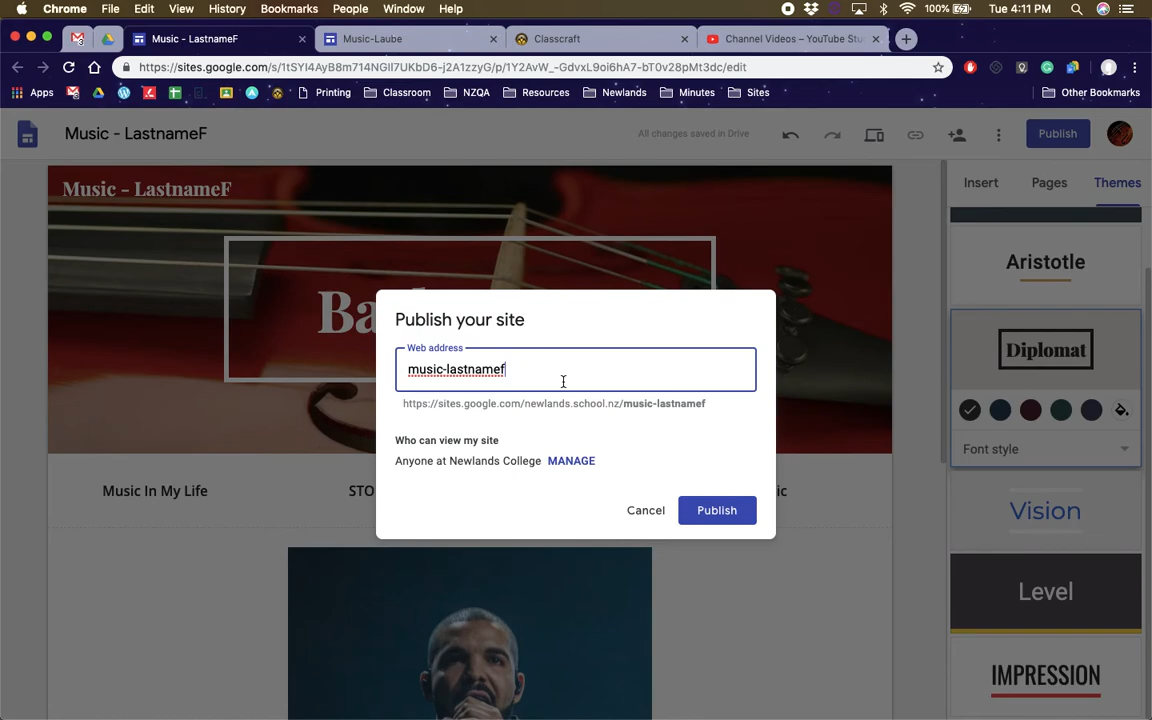 Chrome File Edit View History Bookmarks People Window Help 100% Tue 4:11 PM
Music - LastnameF Music-Laube Classcraft Channel Videos - YouTube Stu
https://sites.google.com/s/1tSYI4AyB8m714NGll7UKbD6-j2A1zzyG/p/1Y2AvW_-GdvxL9oi6hA7-bT0v28pMt3dc/edit
Apps Printing Classroom NZQA Resources Newlands Minutes Sites Other Bookmarks
Music - LastnameF All changes saved in Drive Publish
Music - LastnameF
Insert Pages Themes
Aristotle
Ba
Publish your site
Web address
music-lastnamef
https://sites.google.com/newlands.school.nz/music-lastnamef
Who can view my site
Anyone at Newlands College MANAGE
Cancel Publish
Diplomat
Font style
Music In My Life STO ic
Vision
Level
IMPRESSION